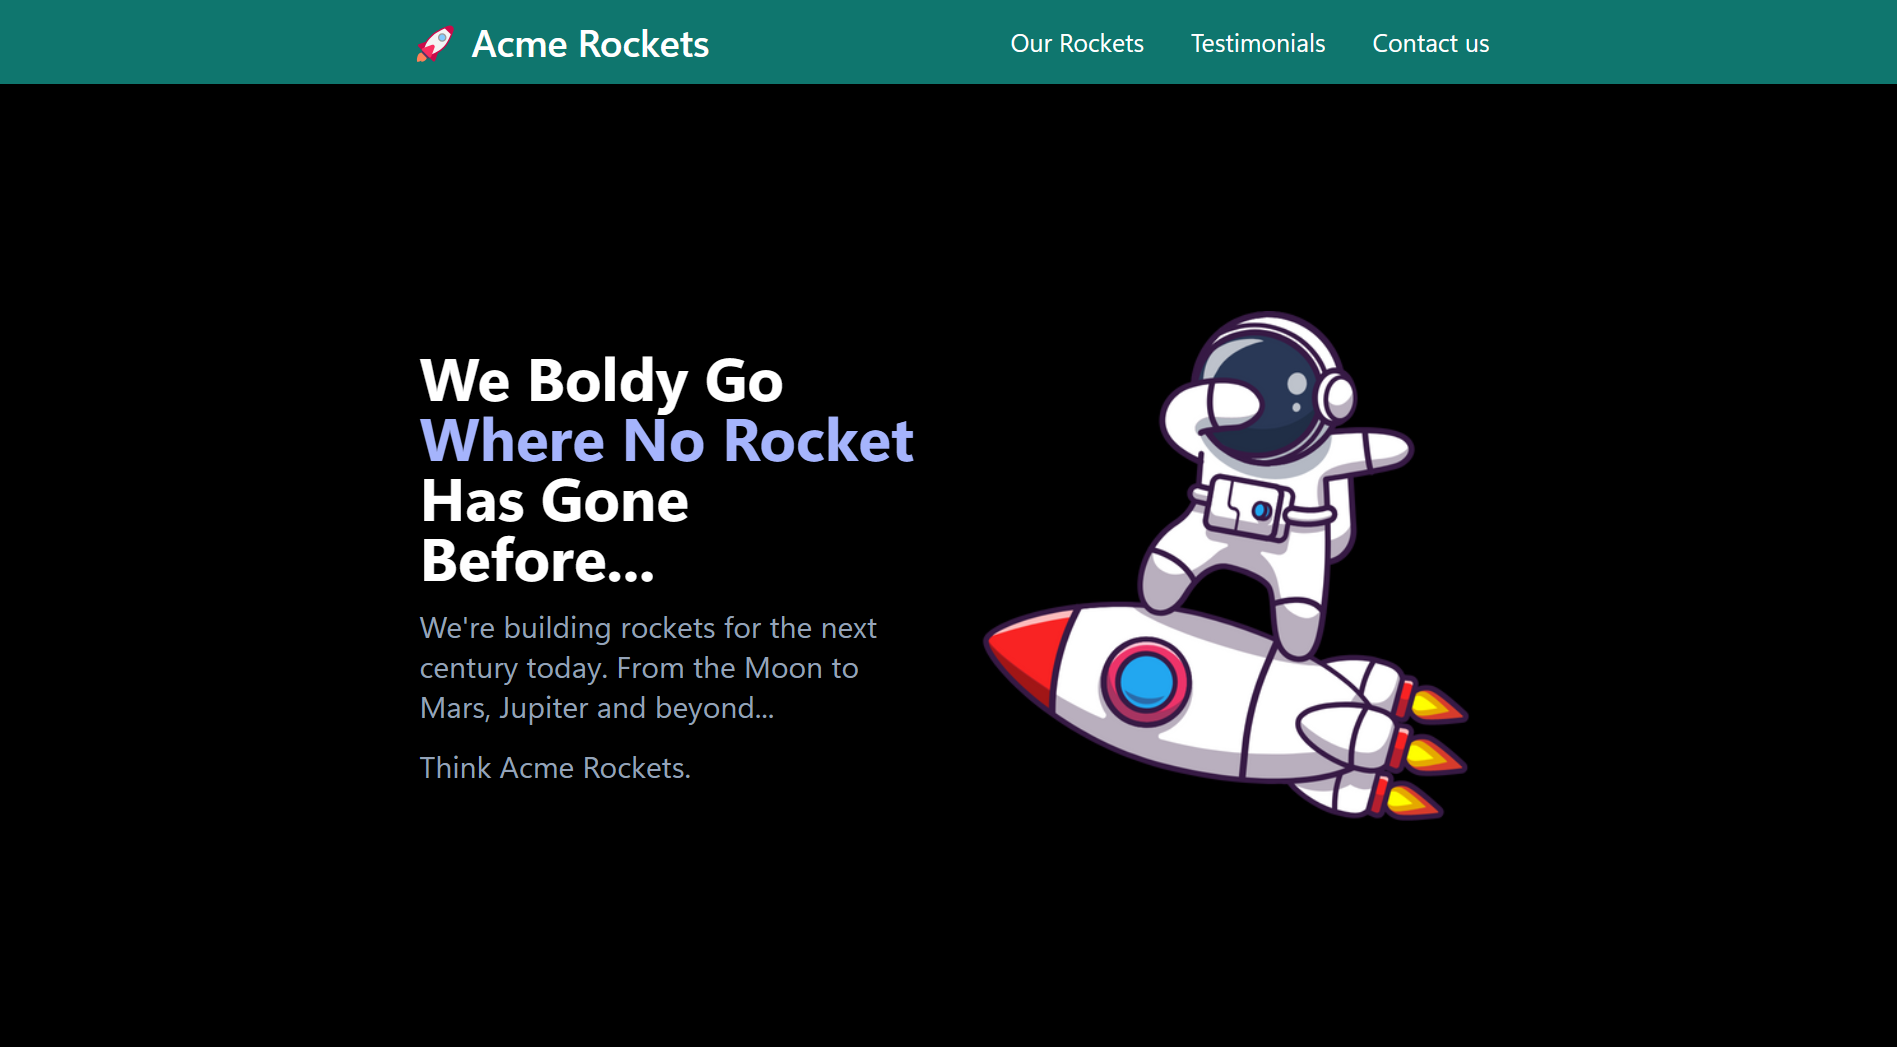 Acme Rockets
Our Rockets
Testimonials
Contact us
We Boldy Go
Where No Rocket
Has Gone
Before...
We're building rockets for the next
century today. From the Moon to
Mars, Jupiter and beyond...
Think Acme Rockets.